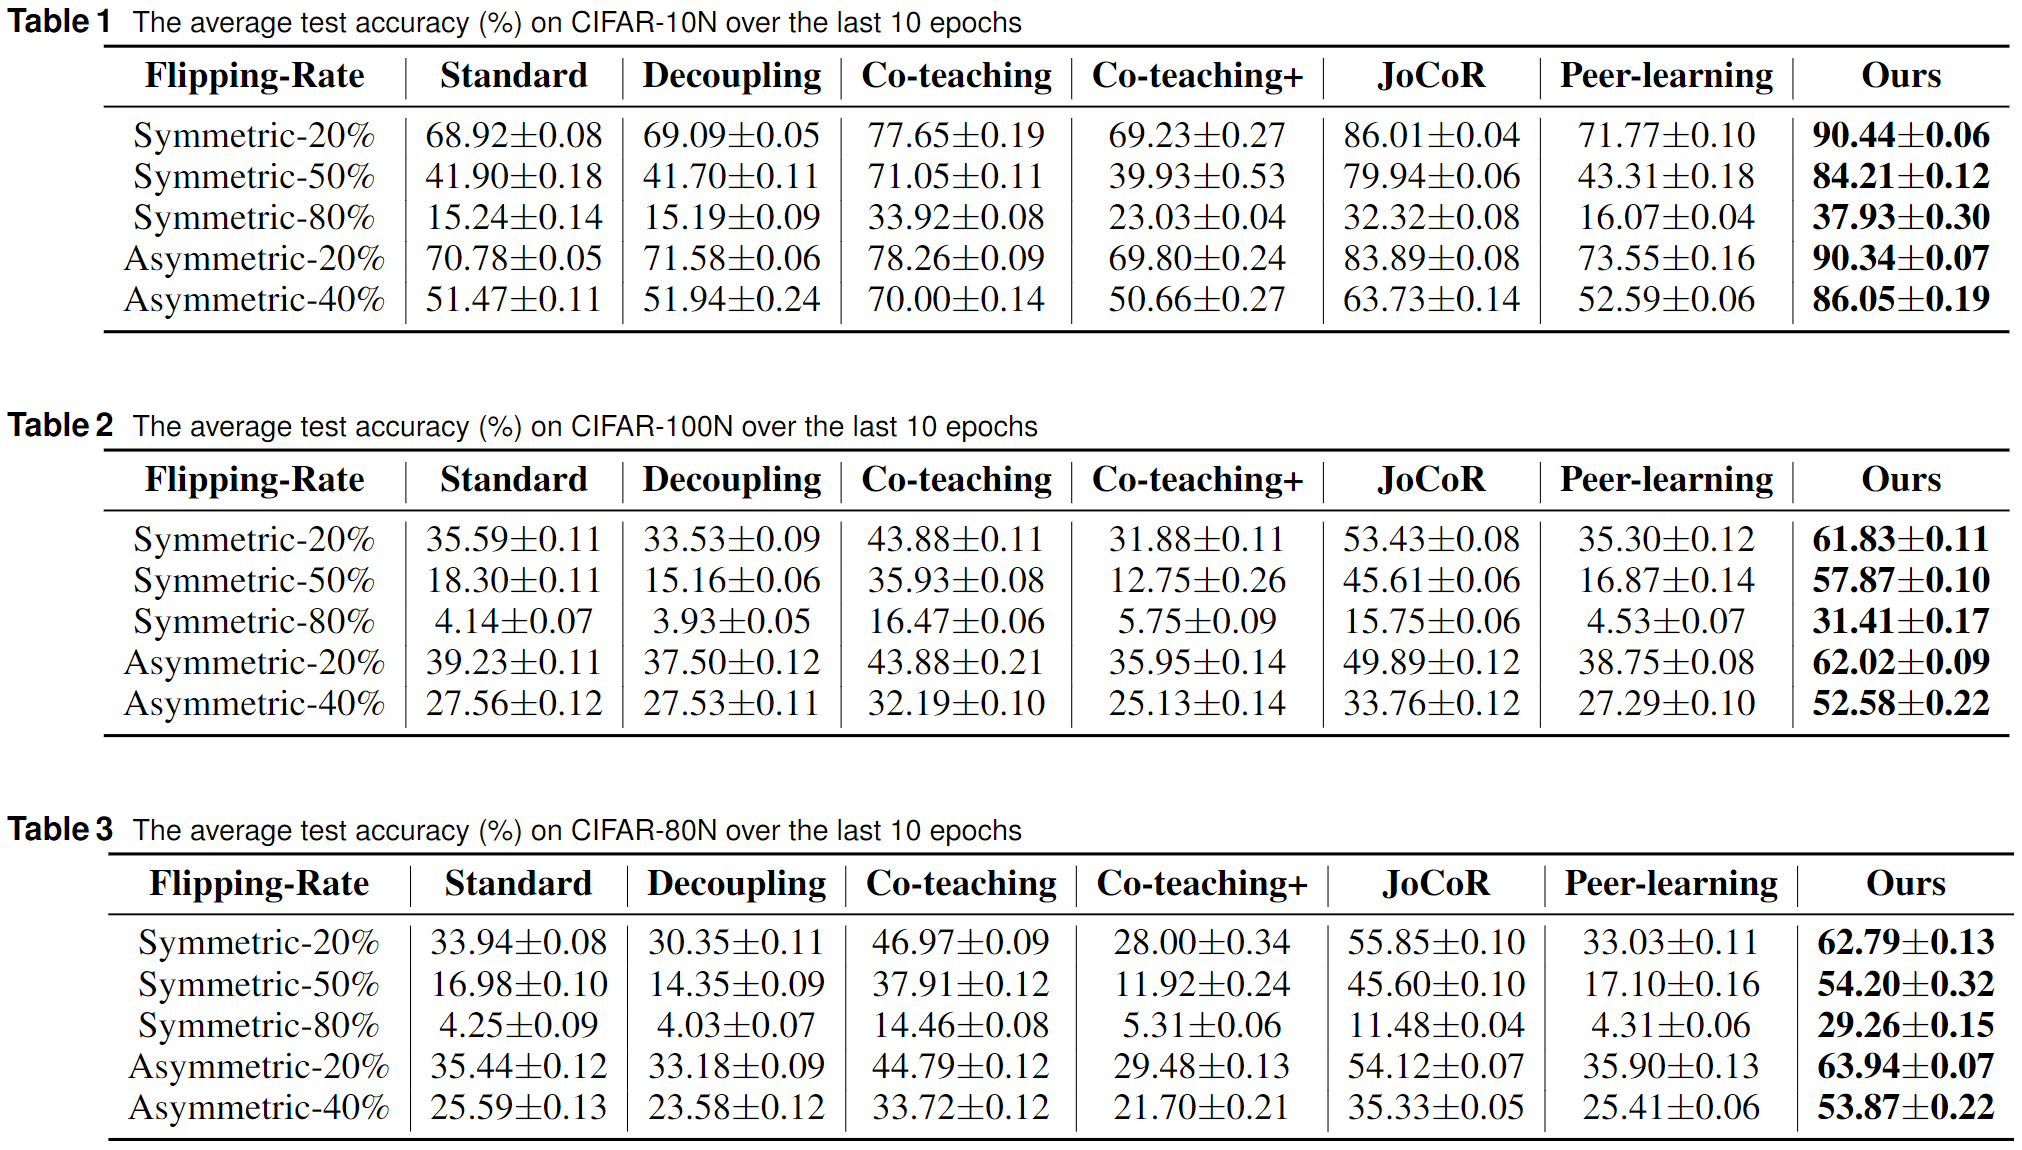 Table 1 The average test accuracy (%) on CIFAR-10N over the last 10 epochs
Flipping-Rate Standard Decoupling Co-teaching Co-teaching+ JoCoR Peer-learning Ours
Symmetric-20% 68.92±0.08 69.09±0.05 77.65±0.19 69.23±0.27 86.01±0.04 71.77±0.10 90.44±0.06
Symmetric-50% 41.90±0.18 41.70±0.11 71.05±0.11 39.93±0.53 79.94±0.06 43.31±0.18 84.21±0.12
Symmetric-80% 15.24±0.14 15.19±0.09 33.92±0.08 23.03±0.04 32.32±0.08 16.07±0.04 37.93±0.30
Asymmetric-20% 70.78±0.05 71.58±0.06 78.26±0.09 69.80±0.24 83.89±0.08 73.55±0.16 90.34±0.07
Asymmetric-40% 51.47±0.11 51.94±0.24 70.00±0.14 50.66±0.27 63.73±0.14 52.59±0.06 86.05±0.19
Table 2 The average test accuracy (%) on CIFAR-100N over the last 10 epochs
Flipping-Rate Standard Decoupling Co-teaching Co-teaching+ JoCoR Peer-learning Ours
Symmetric-20% 35.59±0.11 33.53±0.09 43.88±0.11 31.88±0.11 53.43±0.08 35.30±0.12 61.83±0.11
Symmetric-50% 18.30±0.11 15.16±0.06 35.93±0.08 12.75±0.26 45.61±0.06 16.87±0.14 57.87±0.10
Symmetric-80% 4.14±0.07 3.93±0.05 16.47±0.06 5.75±0.09 15.75±0.06 4.53±0.07 31.41±0.17
Asymmetric-20% 39.23±0.11 37.50±0.12 43.88±0.21 35.95±0.14 49.89±0.12 38.75±0.08 62.02±0.09
Asymmetric-40% 27.56±0.12 27.53±0.11 32.19±0.10 25.13±0.14 33.76±0.12 27.29±0.10 52.58±0.22
Table 3 The average test accuracy (%) on CIFAR-80N over the last 10 epochs
Flipping-Rate Standard Decoupling Co-teaching Co-teaching+ JoCoR Peer-learning Ours
Symmetric-20% 33.94±0.08 30.35±0.11 46.97±0.09 28.00±0.34 55.85±0.10 33.03±0.11 62.79±0.13
Symmetric-50% 16.98±0.10 14.35±0.09 37.91±0.12 11.92±0.24 45.60±0.10 17.10±0.16 54.20±0.32
Symmetric-80% 4.25±0.09 4.03±0.07 14.46±0.08 5.31±0.06 11.48±0.04 4.31±0.06 29.26±0.15
Asymmetric-20% 35.44±0.12 33.18±0.09 44.79±0.12 29.48±0.13 54.12±0.07 35.90±0.13 63.94±0.07
Asymmetric-40% 25.59±0.13 23.58±0.12 33.72±0.12 21.70±0.21 35.33±0.05 25.41±0.06 53.87±0.22